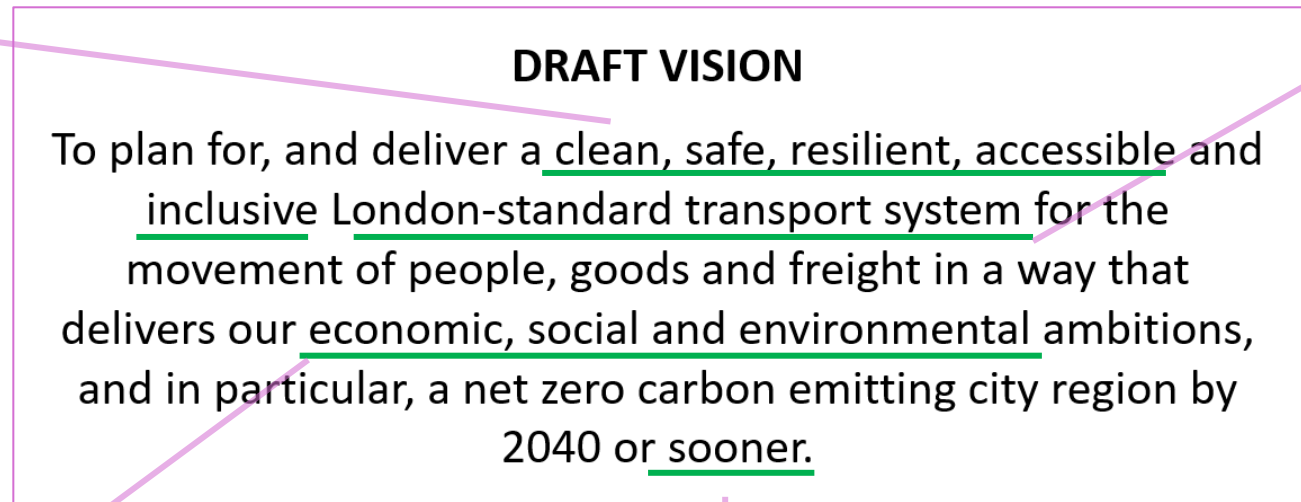 DRAFT VISION
To plan for, and deliver a clean, safe, resilient, accessible and
inclusive London-standard transport system for the
movement of people, goods and freight in a way that
delivers our economic, social and environmental ambitions,
and in particular, a net zero carbon emitting city region by
2040 or sooner.